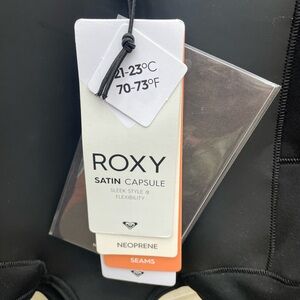 21-23°C
70-73°F
ROXY
SATIN CAPSULE
SLEEK STYLE &
FLEXIBILITY
NEOPRENE
SEAMS